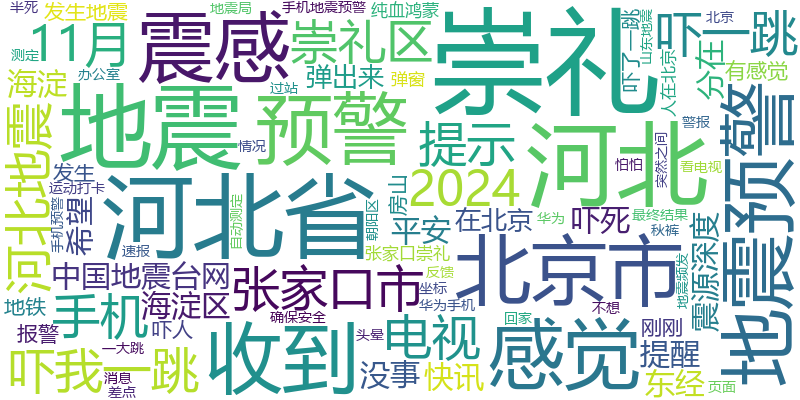 半死
发生地震
地震局
手机地震预警
纯血鸿蒙
北京
11月
震感
崇礼区
崇礼
吓了一跳
山东地震
吓一跳
测定
办公室
海淀
弹出来
弹窗
分在
有感觉
人在北京
过站
地震
预警
提示
河北
地震预警
河北地震
情况
警报
怕怕
突然之间
看电视
发生
运动打卡
手机预警
希望
河北省
2024
房山
朝阳区
平安
在北京
华为
吓死
最终结果
秋裤
震源深度
自动测定
速报
张家口崇礼
北京市
中国地震台网
张家口市
反馈
地震频发
地铁
手机
海淀区
坐标
华为手机
不想
报警
吓人
确保安全
收到
电视
感觉
回家
刚刚
提醒
一大跳
头晕
吓我一跳
没事
快讯
东经
页面
消息
差点